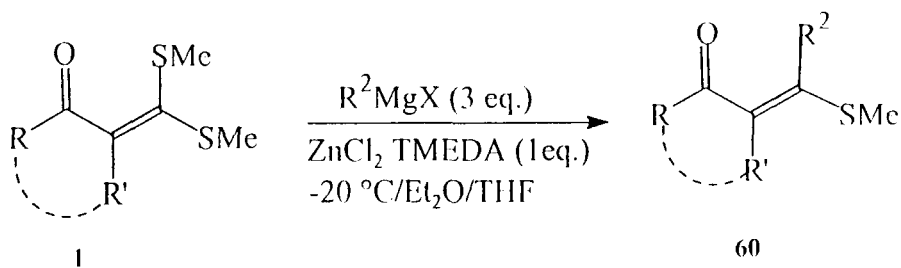 O
SMe
R
SMe
R'
1
R²MgX (3 eq.)
ZnCl₂ TMEDA (1eq.)
-20 °C/Et₂O/THF
O
R²
R
SMe
R'
60